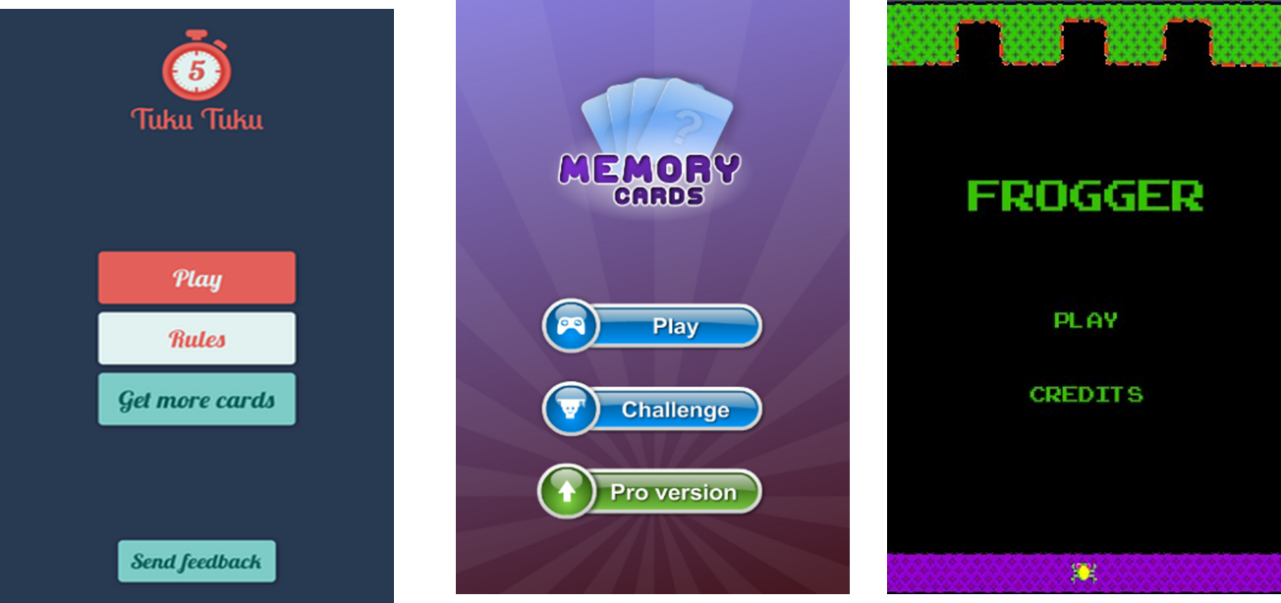 5
Tuku Tuku
Play
Rules
Get more cards
Send feedback
?
MEMORY
CARDS
Play
Challenge
Pro version
FROGGER
PLAY
CREDITS